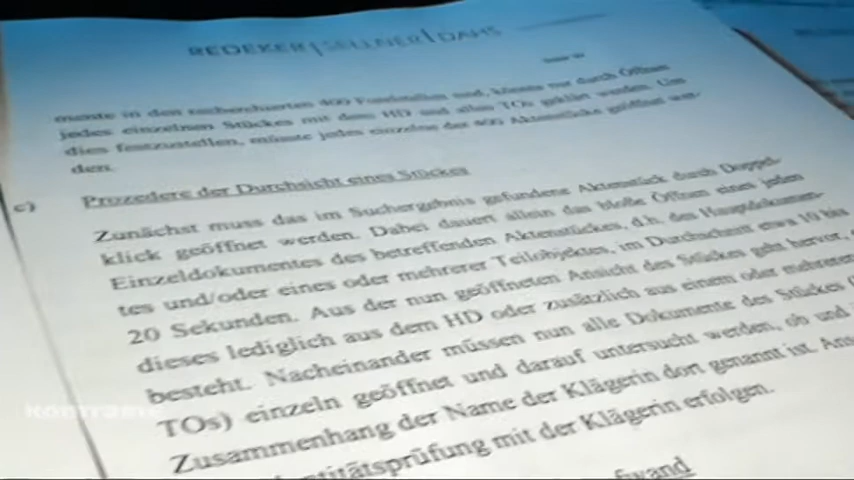 REDEKER | SELLNER | DAHS
mente in den recherchierten 400 sind, könnte nur durch Öffnen
jedes einzelnen Stückes mit dem HD und allen TOs geklärt werden. Um
dies festzustellen, müsste jedes einzelne der 400 Aktenstücke geöffnet wer-
den.
c) Prozedere der Durchsicht eines Stückes
Zunächst muss das im Suchergebnis gefundene Aktenstück durch Doppel-
klick geöffnet werden. Dabei dauert allein das bloße Öffnen eines jeden
Einzeldokumentes des betreffenden Aktenstückes, d.h. des Hauptdokumen-
tes und/oder eines oder mehrerer Teilobjektes, im Durchschnitt etwa 10 bis
20 Sekunden. Aus der nun geöffneten Ansicht des Stückes geht hervor,
dieses lediglich aus dem HD oder zusätzlich aus einem oder mehreren
besteht. Nacheinander müssen nun alle Dokumente des Stückes
TOs) einzeln geöffnet und darauf untersucht werden, ob und
Zusammenhang der Name der Klägerin dort genannt ist.
entitätsprüfung mit der Klägerin erfolgen.
fwand
KONTRASTE